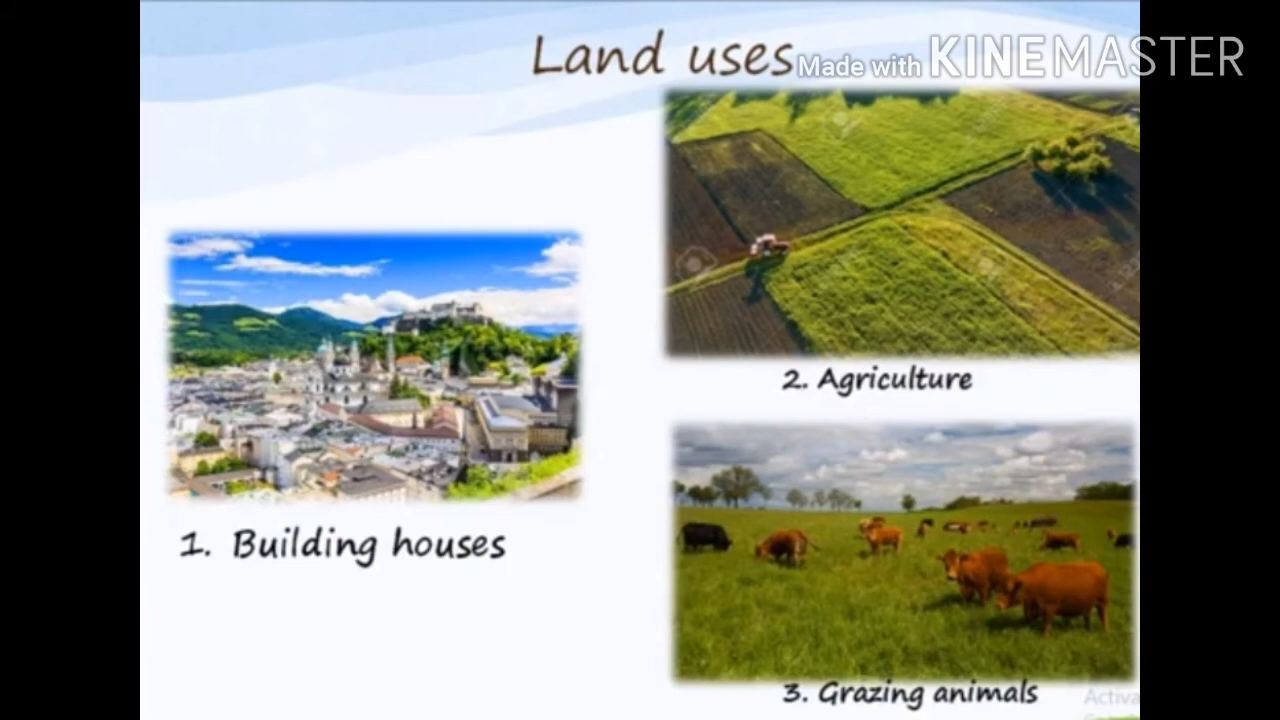 Land uses
Made with KINEMASTER
2. Agriculture
1. Building houses
3. Grazing animals